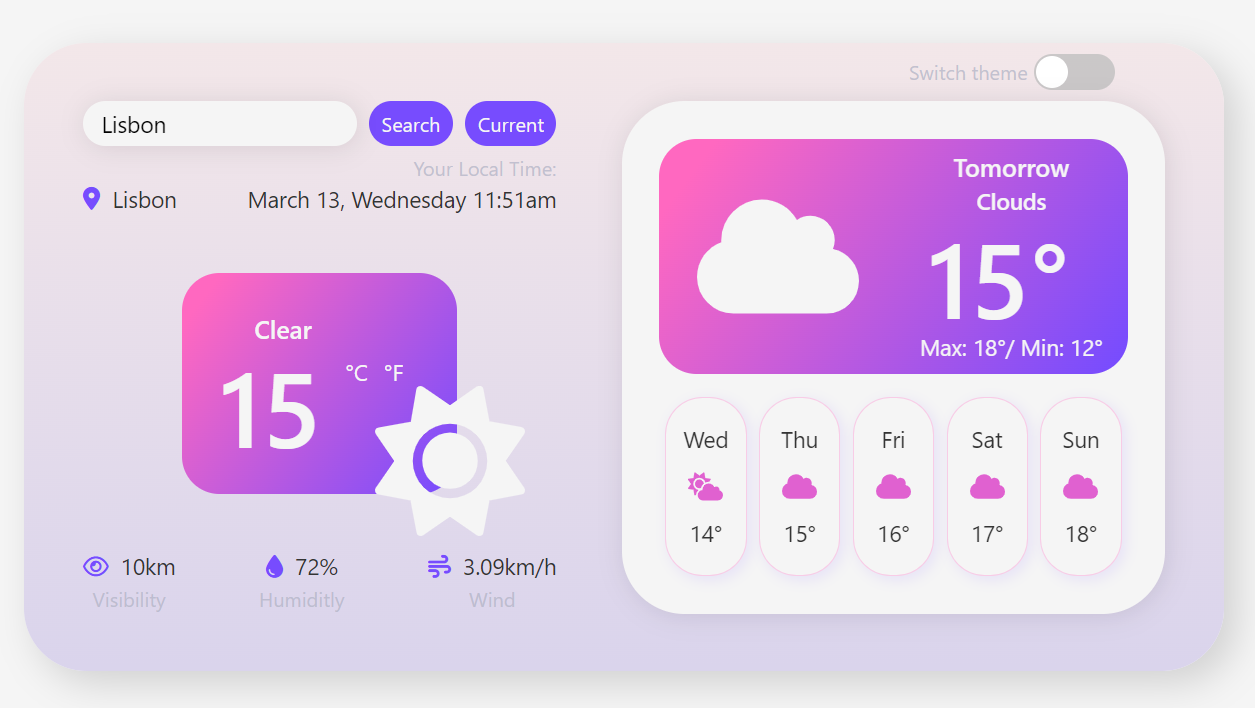 Switch theme
Lisbon
Search
Current
Your Local Time:
Lisbon
March 13, Wednesday 11:51am
Clear
15
°C °F
10km
Visibility
72%
Humiditly
3.09km/h
Wind
Tomorrow
Clouds
15°
Max: 18°/ Min: 12°
Wed
14°
Thu
15°
Fri
16°
Sat
17°
Sun
18°